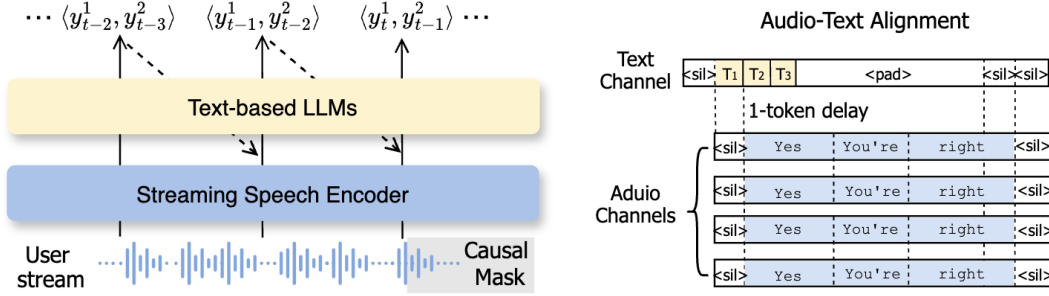 ⋯ ⟨y¹ₜ₋₂, y²ₜ₋₃⟩ ⟨y¹ₜ₋₁, y²ₜ₋₂⟩ ⟨y¹ₜ, y²ₜ₋₁⟩ ⋯
Text-based LLMs
Streaming Speech Encoder
User stream
Causal Mask
Audio-Text Alignment
Text Channel
<sil> T₁ T₂ T₃ <pad> <sil> <sil>
1-token delay
Aduio Channels
<sil> Yes You're right <sil>
<sil> Yes You're right <sil>
<sil> Yes You're right <sil>
<sil> Yes You're right <sil>